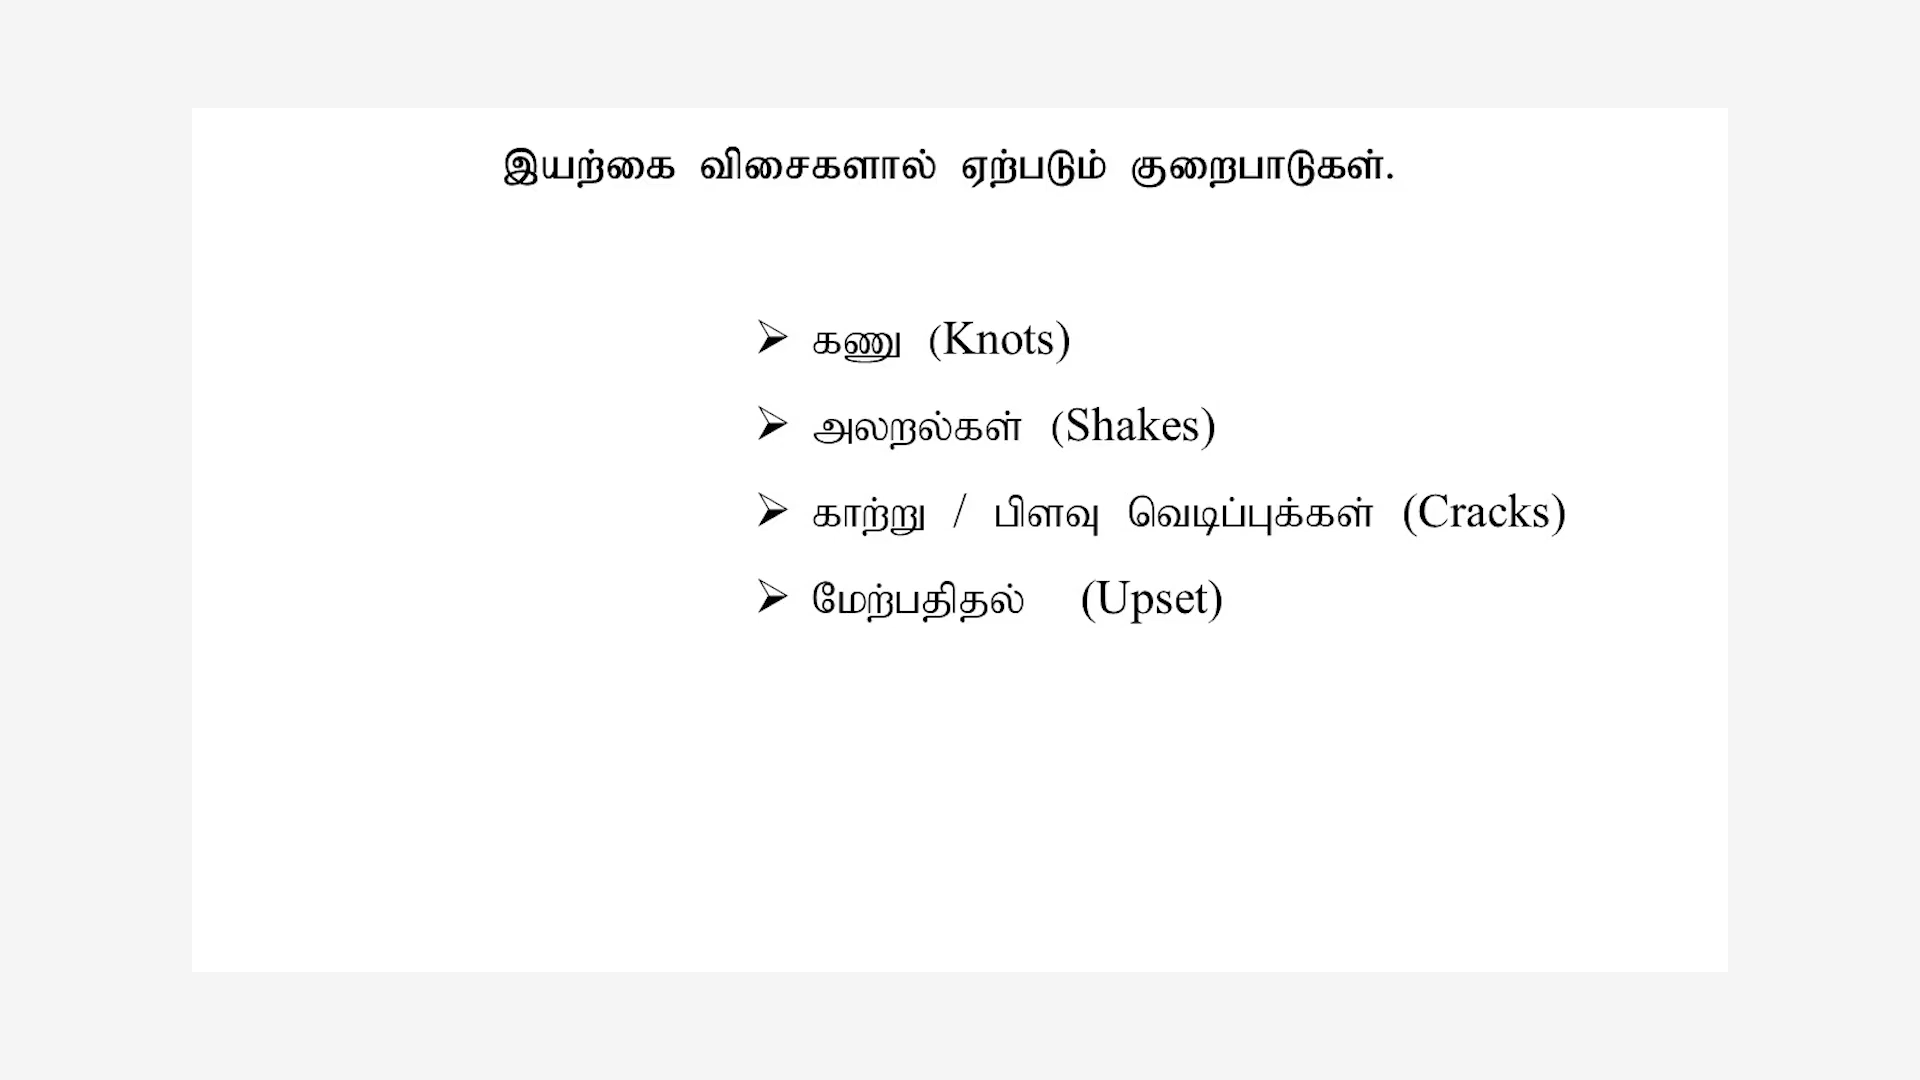 இயற்கை விசைகளால் ஏற்படும் குறைபாடுகள்.
➢ கணு (Knots)
➢ அலறல்கள் (Shakes)
➢ காற்று / பிளவு வெடிப்புக்கள் (Cracks)
➢ மேற்பதிதல் (Upset)